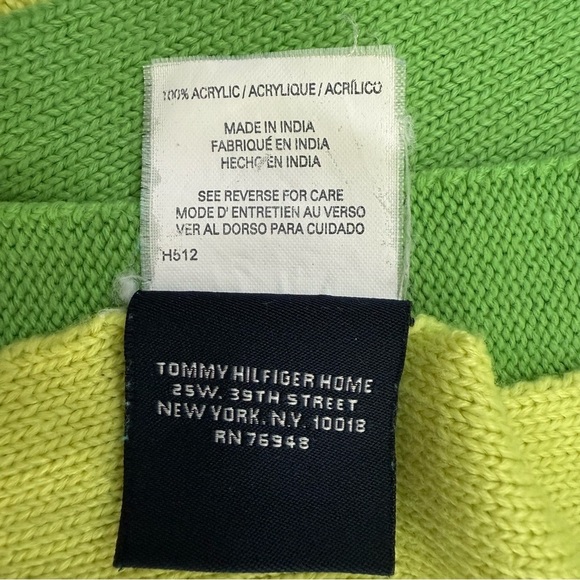 100% ACRYLIC / ACRYLIQUE / ACRÍLICO
MADE IN INDIA
FABRIQUÉ EN INDIA
HECHO EN INDIA
SEE REVERSE FOR CARE
MODE D' ENTRETIEN AU VERSO
VER AL DORSO PARA CUIDADO
H512
TOMMY HILFIGER HOME
25W. 39TH STREET
NEW YORK, N.Y. 10018
RN 76948